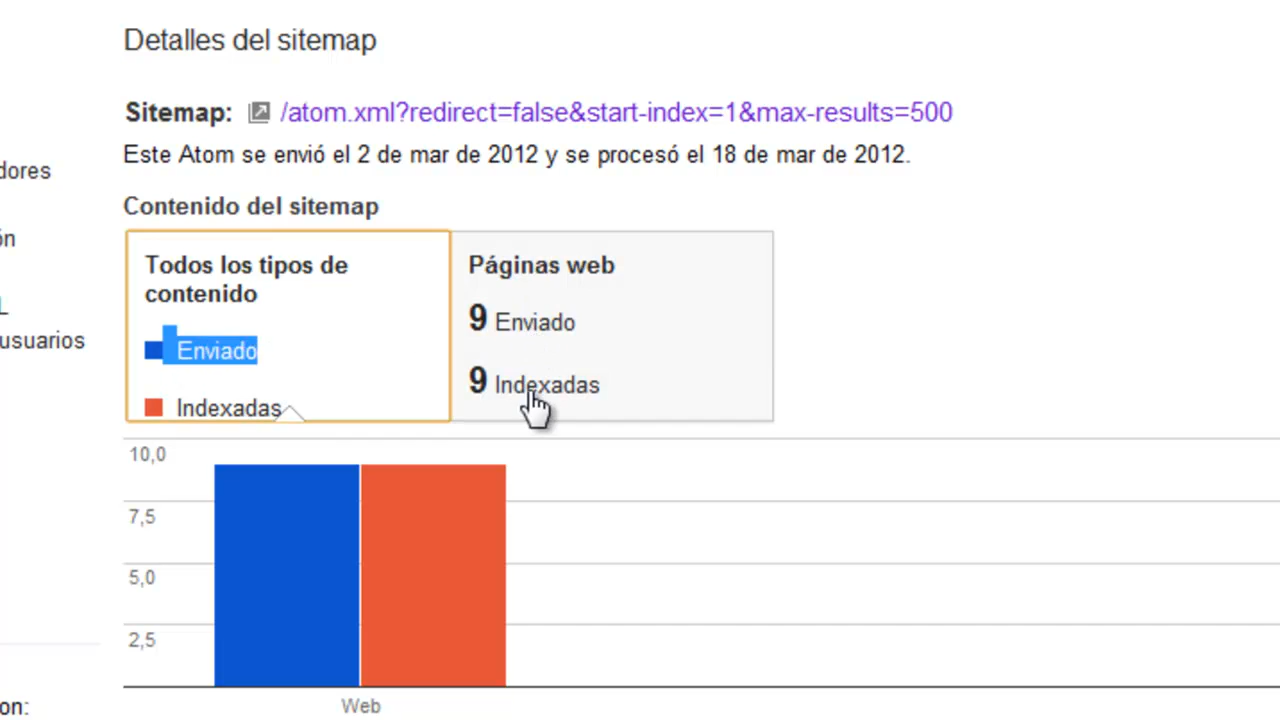 Detalles del sitemap
Sitemap: /atom.xml?redirect=false&start-index=1&max-results=500
Este Atom se envió el 2 de mar de 2012 y se procesó el 18 de mar de 2012.
dores
ón
L
usuarios
on:
Contenido del sitemap
Todos los tipos de
contenido
Enviado
Indexadas
Páginas web
9 Enviado
9 Indexadas
10,0
7,5
5,0
2,5
Web